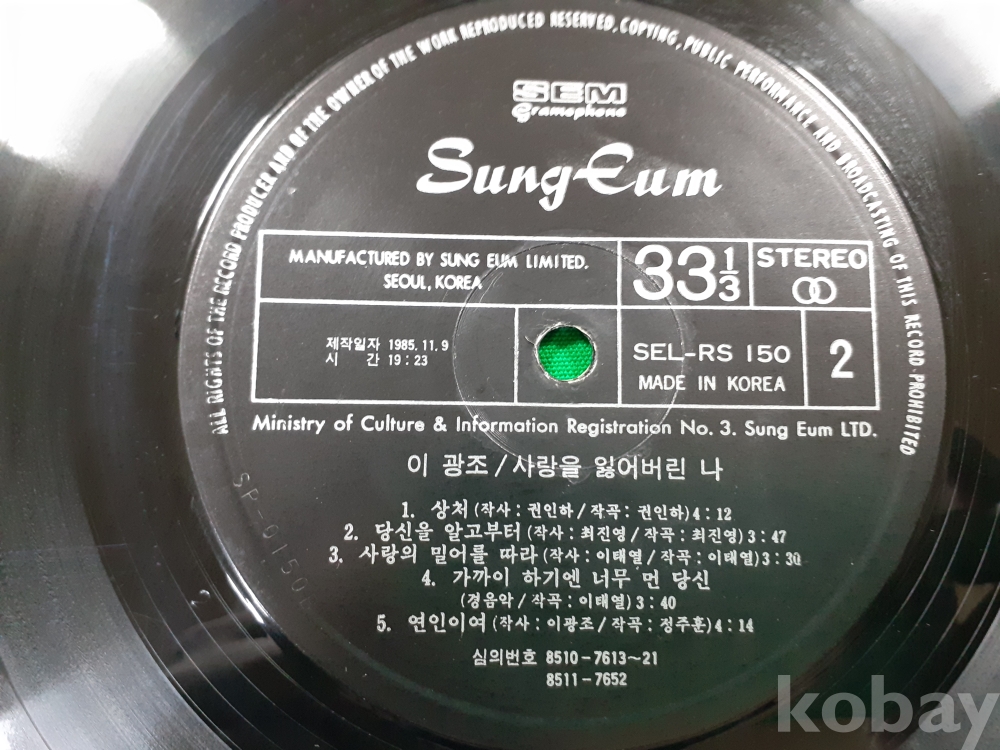 ALL RIGHTS OF THE RECORD PRODUCER AND OF THE OWNER OF THE WORK REPRODUCED RESERVED. COPYING, PUBLIC PERFORMANCE AND BROADCASTING OF THIS RECORD PROHIBITED
SEM
Gramophone
Sung Eum
MANUFACTURED BY SUNG EUM LIMITED.
SEOUL, KOREA
33 1/3
STEREO
제작일자 1985.11.9
시 간 19:23
SEL-RS 150
MADE IN KOREA
2
Ministry of Culture & Information Registration No. 3. Sung Eum LTD.
이 광조/사랑을 잃어버린 나
1. 상처(작사:권인하/작곡:권인하)4:12
2. 당신을 알고부터(작사:최진영/작곡:최진영)3:47
3. 사랑의 밀어를 따라(작사:이태열/작곡:이태열)3:30
4. 가까이 하기엔 너무 먼 당신
(경음악/작곡:이태열)3:40
5. 연인이여(작사:이광조/작곡:정주훈)4:14
심의번호 8510-7613~21
8511-7652
kobay